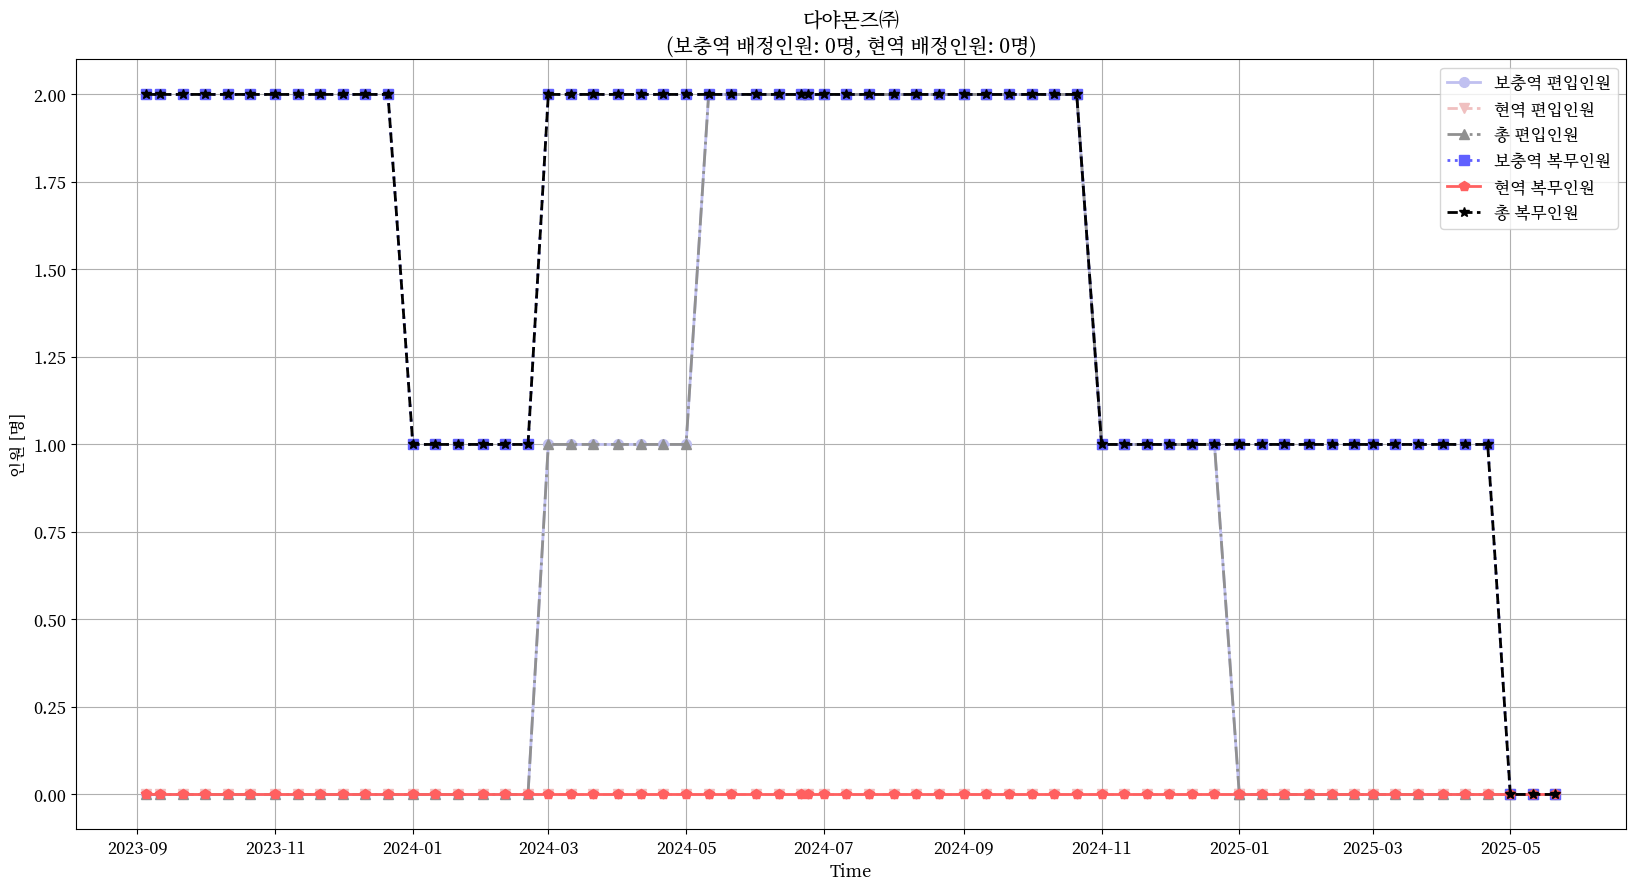 다야몬즈㈜
(보충역 배정인원: 0명, 현역 배정인원: 0명)
보충역 편입인원
현역 편입인원
총 편입인원
보충역 복무인원
현역 복무인원
총 복무인원
2.00
1.75
1.50
1.25
1.00
0.75
0.50
0.25
0.00
인원 [명]
2023-09 2023-11 2024-01 2024-03 2024-05 2024-07 2024-09 2024-11 2025-01 2025-03 2025-05
Time